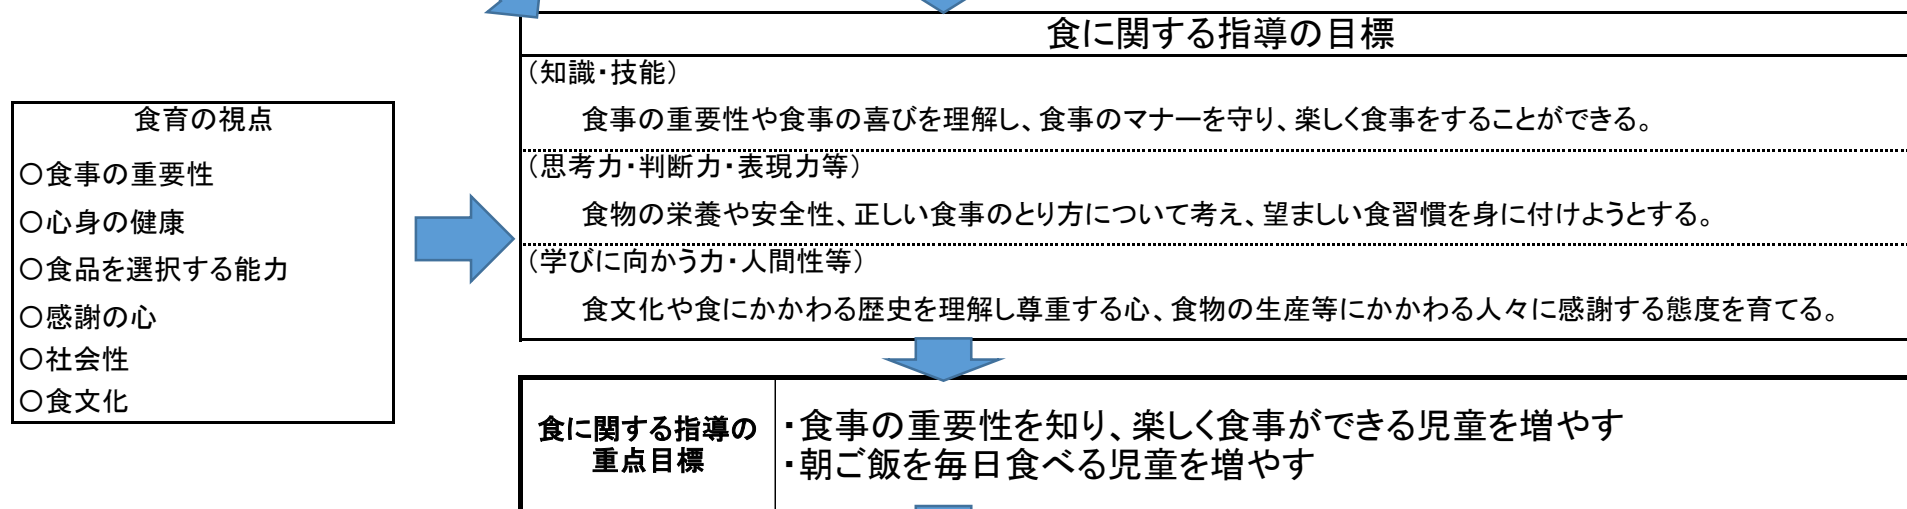 食に関する指導の目標
（知識・技能）
食事の重要性や食事の喜びを理解し、食事のマナーを守り、楽しく食事をすることができる。
（思考力・判断力・表現力等）
食物の栄養や安全性、正しい食事のとり方について考え、望ましい食習慣を身に付けようとする。
（学びに向かう力・人間性等）
食文化や食にかかわる歴史を理解し尊重する心、食物の生産等にかかわる人々に感謝する態度を育てる。
食育の視点
○食事の重要性
○心身の健康
○食品を選択する能力
○感謝の心
○社会性
○食文化
食に関する指導の
重点目標
・食事の重要性を知り、楽しく食事ができる児童を増やす
・朝ご飯を毎日食べる児童を増やす